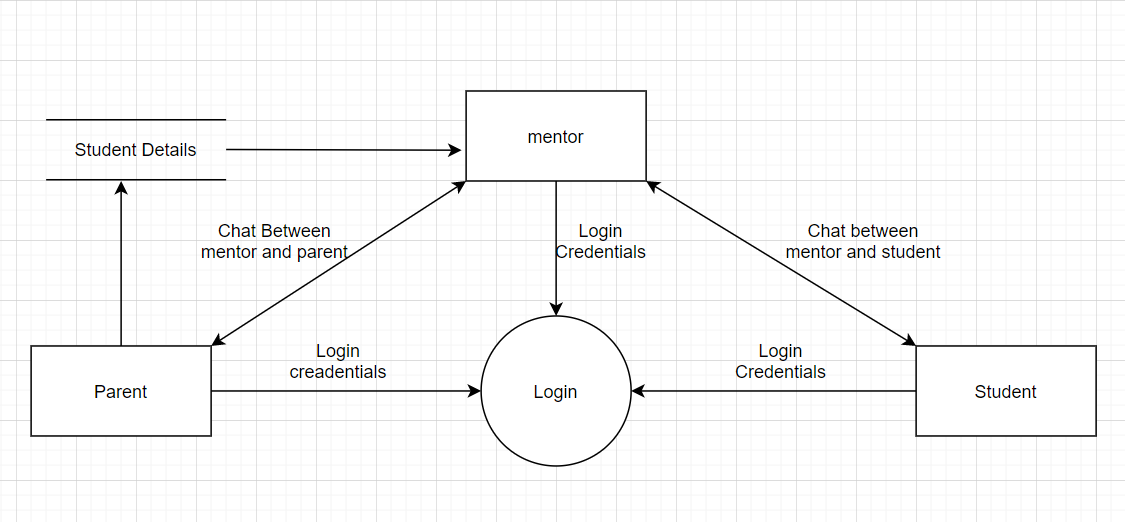 mentor
Student Details
Chat Between
mentor and parent
Login
Credentials
Chat between
mentor and student
Login
creadentials
Login
Credentials
Parent
Login
Student